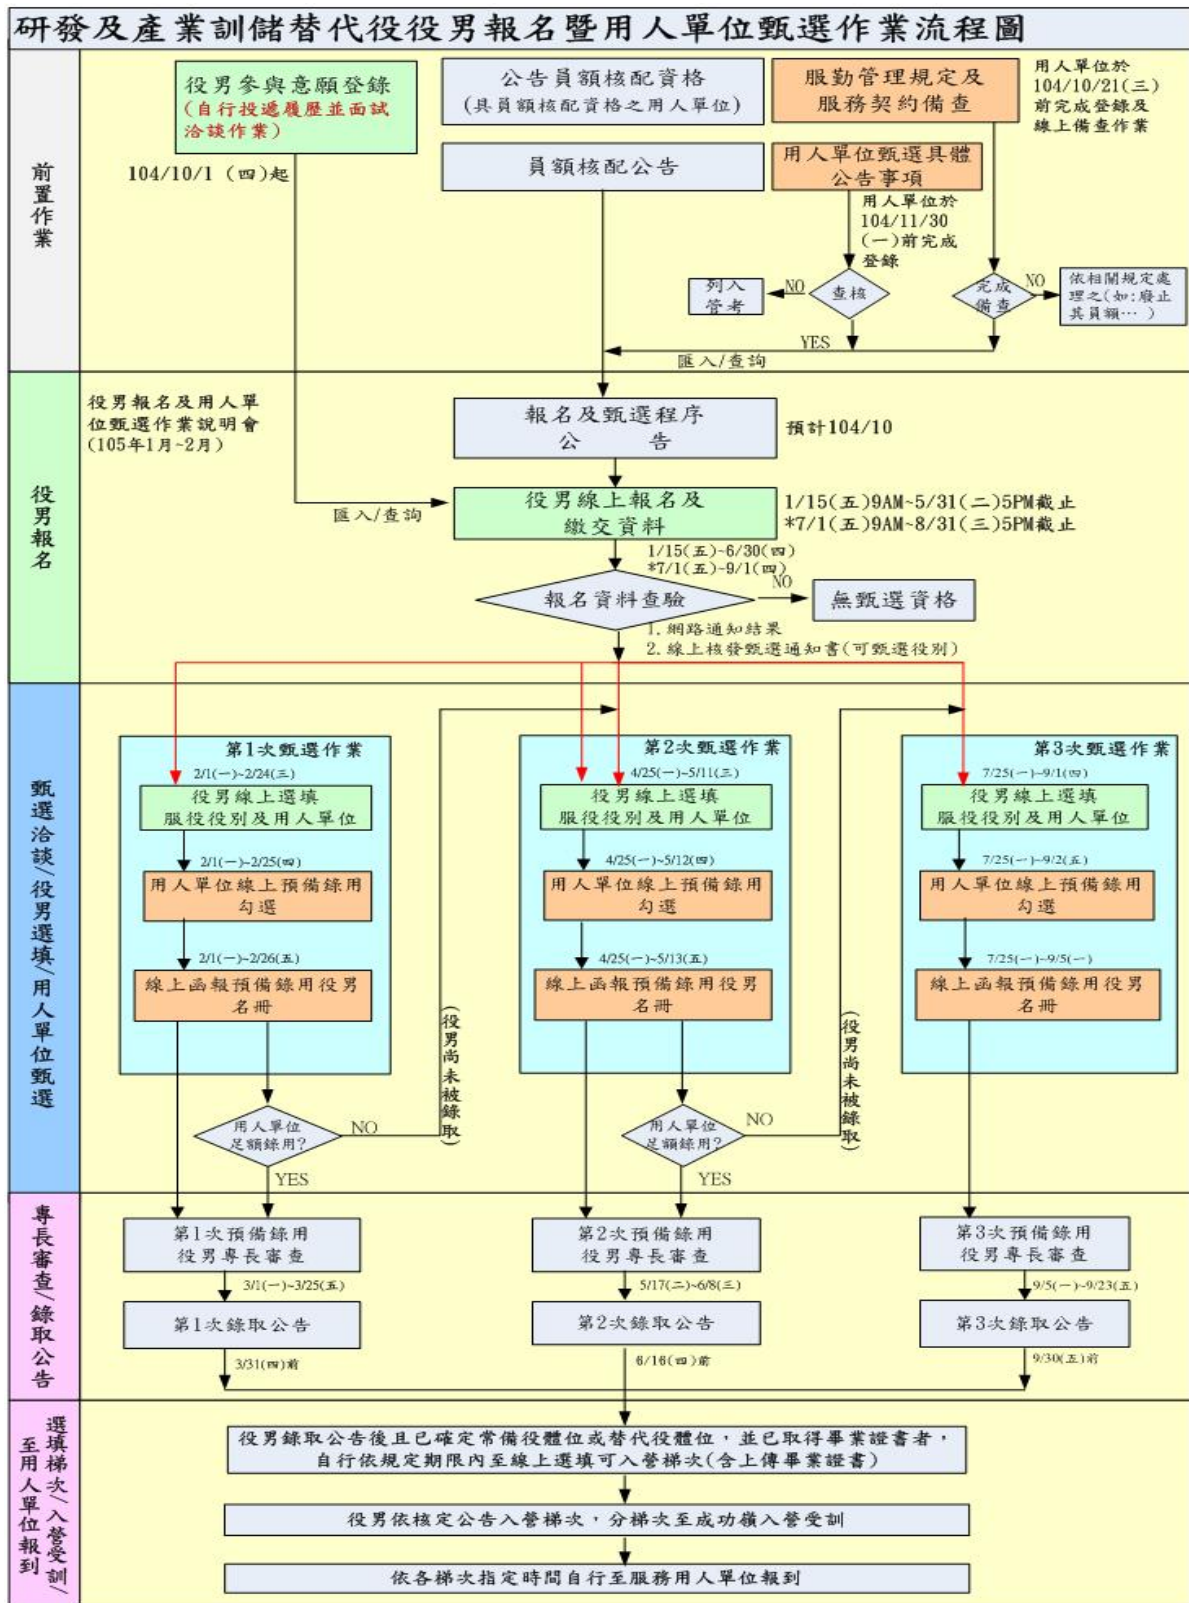 研發及產業訓儲替代役役男報名暨用人單位甄選作業流程圖
前置作業
役男參與意願登錄
(自行投遞履歷並面試
洽談作業)
104/10/1 (四)起
公告員額核配資格
(具員額核配資格之用人單位)
員額核配公告
服勤管理規定及
服務契約備查
用人單位於
104/10/21(三)
前完成登錄及
線上備查作業
用人單位甄選具體
公告事項
用人單位於
104/11/30
(一)前完成
登錄
列入
管考
NO
查核
YES
完成
備查
NO
依相關規定處
理之(如:廢止
其員額…)
匯入/查詢
役男報名
役男報名及用人單
位甄選作業說明會
(105年1月~2月)
報名及甄選程序
公 告
預計104/10
匯入/查詢
役男線上報名及
繳交資料
1/15(五)9AM~5/31(二)5PM截止
*7/1(五)9AM~8/31(三)5PM截止
1/15(五)~6/30(四)
*7/1(五)~9/1(四)
報名資料查驗
NO
無甄選資格
1.網路通知結果
2.線上核發甄選通知書(可甄選役別)
甄選洽談/役男選填/用人單位甄選
第1次甄選作業
2/1(一)~2/24(三)
役男線上選填
服役役別及用人單位
2/1(一)~2/25(四)
用人單位線上預備錄用
勾選
2/1(一)~2/26(五)
線上函報預備錄用役男
名冊
用人單位
足額錄用?
NO
YES
(役男尚未被錄取)
第2次甄選作業
4/25(一)~5/11(三)
役男線上選填
服役役別及用人單位
4/25(一)~5/12(四)
用人單位線上預備錄用
勾選
4/25(一)~5/13(五)
線上函報預備錄用役男
名冊
用人單位
足額錄用?
NO
YES
(役男尚未被錄取)
第3次甄選作業
7/25(一)~9/1(四)
役男線上選填
服役役別及用人單位
7/25(一)~9/2(五)
用人單位線上預備錄用
勾選
7/25(一)~9/5(一)
線上函報預備錄用役男
名冊
專長審查/錄取公告
第1次預備錄用
役男專長審查
3/1(一)~3/25(五)
第1次錄取公告
3/31(四)前
第2次預備錄用
役男專長審查
5/17(二)~6/8(三)
第2次錄取公告
6/16(四)前
第3次預備錄用
役男專長審查
9/5(一)~9/23(五)
第3次錄取公告
9/30(五)前
選填梯次/入營受訓/
至用人單位報到
役男錄取公告後且已確定常備役體位或替代役體位，並已取得畢業證書者，
自行依規定期限內至線上選填可入營梯次(含上傳畢業證書)
役男依核定公告入營梯次，分梯次至成功嶺入營受訓
依各梯次指定時間自行至服務用人單位報到